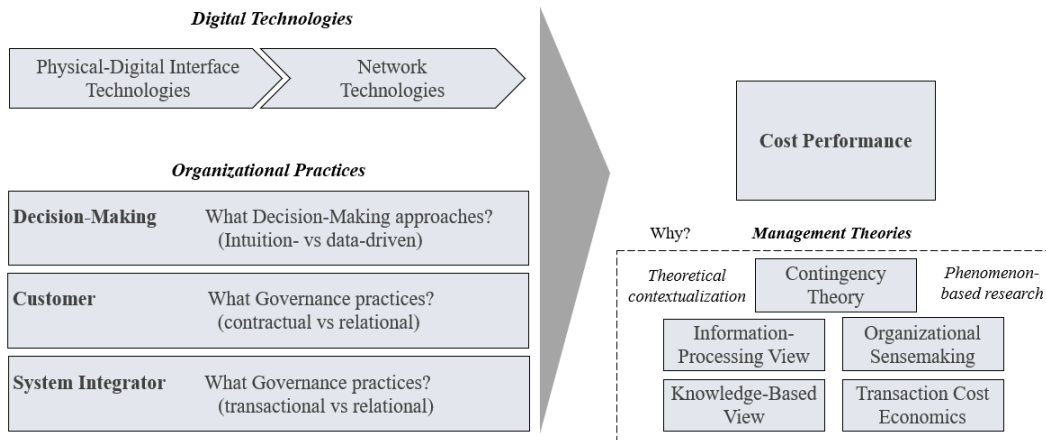 Digital Technologies
Physical-Digital Interface
Technologies
Network
Technologies
Organizational Practices
Decision-Making
What Decision-Making approaches?
(Intuition- vs data-driven)
Customer
What Governance practices?
(contractual vs relational)
System Integrator
What Governance practices?
(transactional vs relational)
Cost Performance
Why?
Management Theories
Theoretical
contextualization
Contingency
Theory
Phenomenon-
based research
Information-
Processing View
Organizational
Sensemaking
Knowledge-Based
View
Transaction Cost
Economics